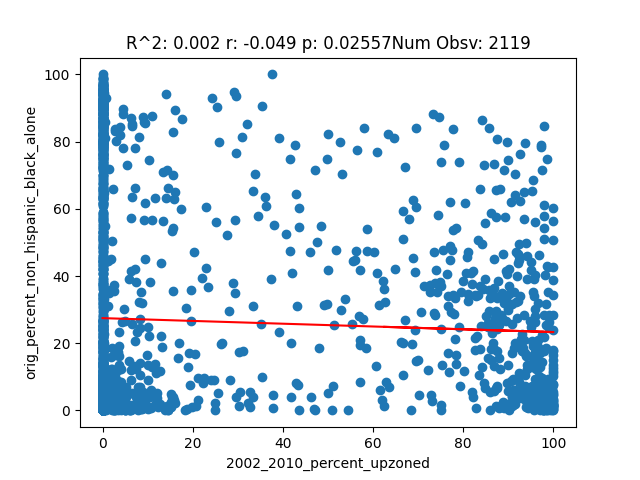 R^2: 0.002 r: -0.049 p: 0.02557Num Obsv: 2119
100
80
60
40
20
0
orig_percent_non_hispanic_black_alone
0 20 40 60 80 100
2002_2010_percent_upzoned